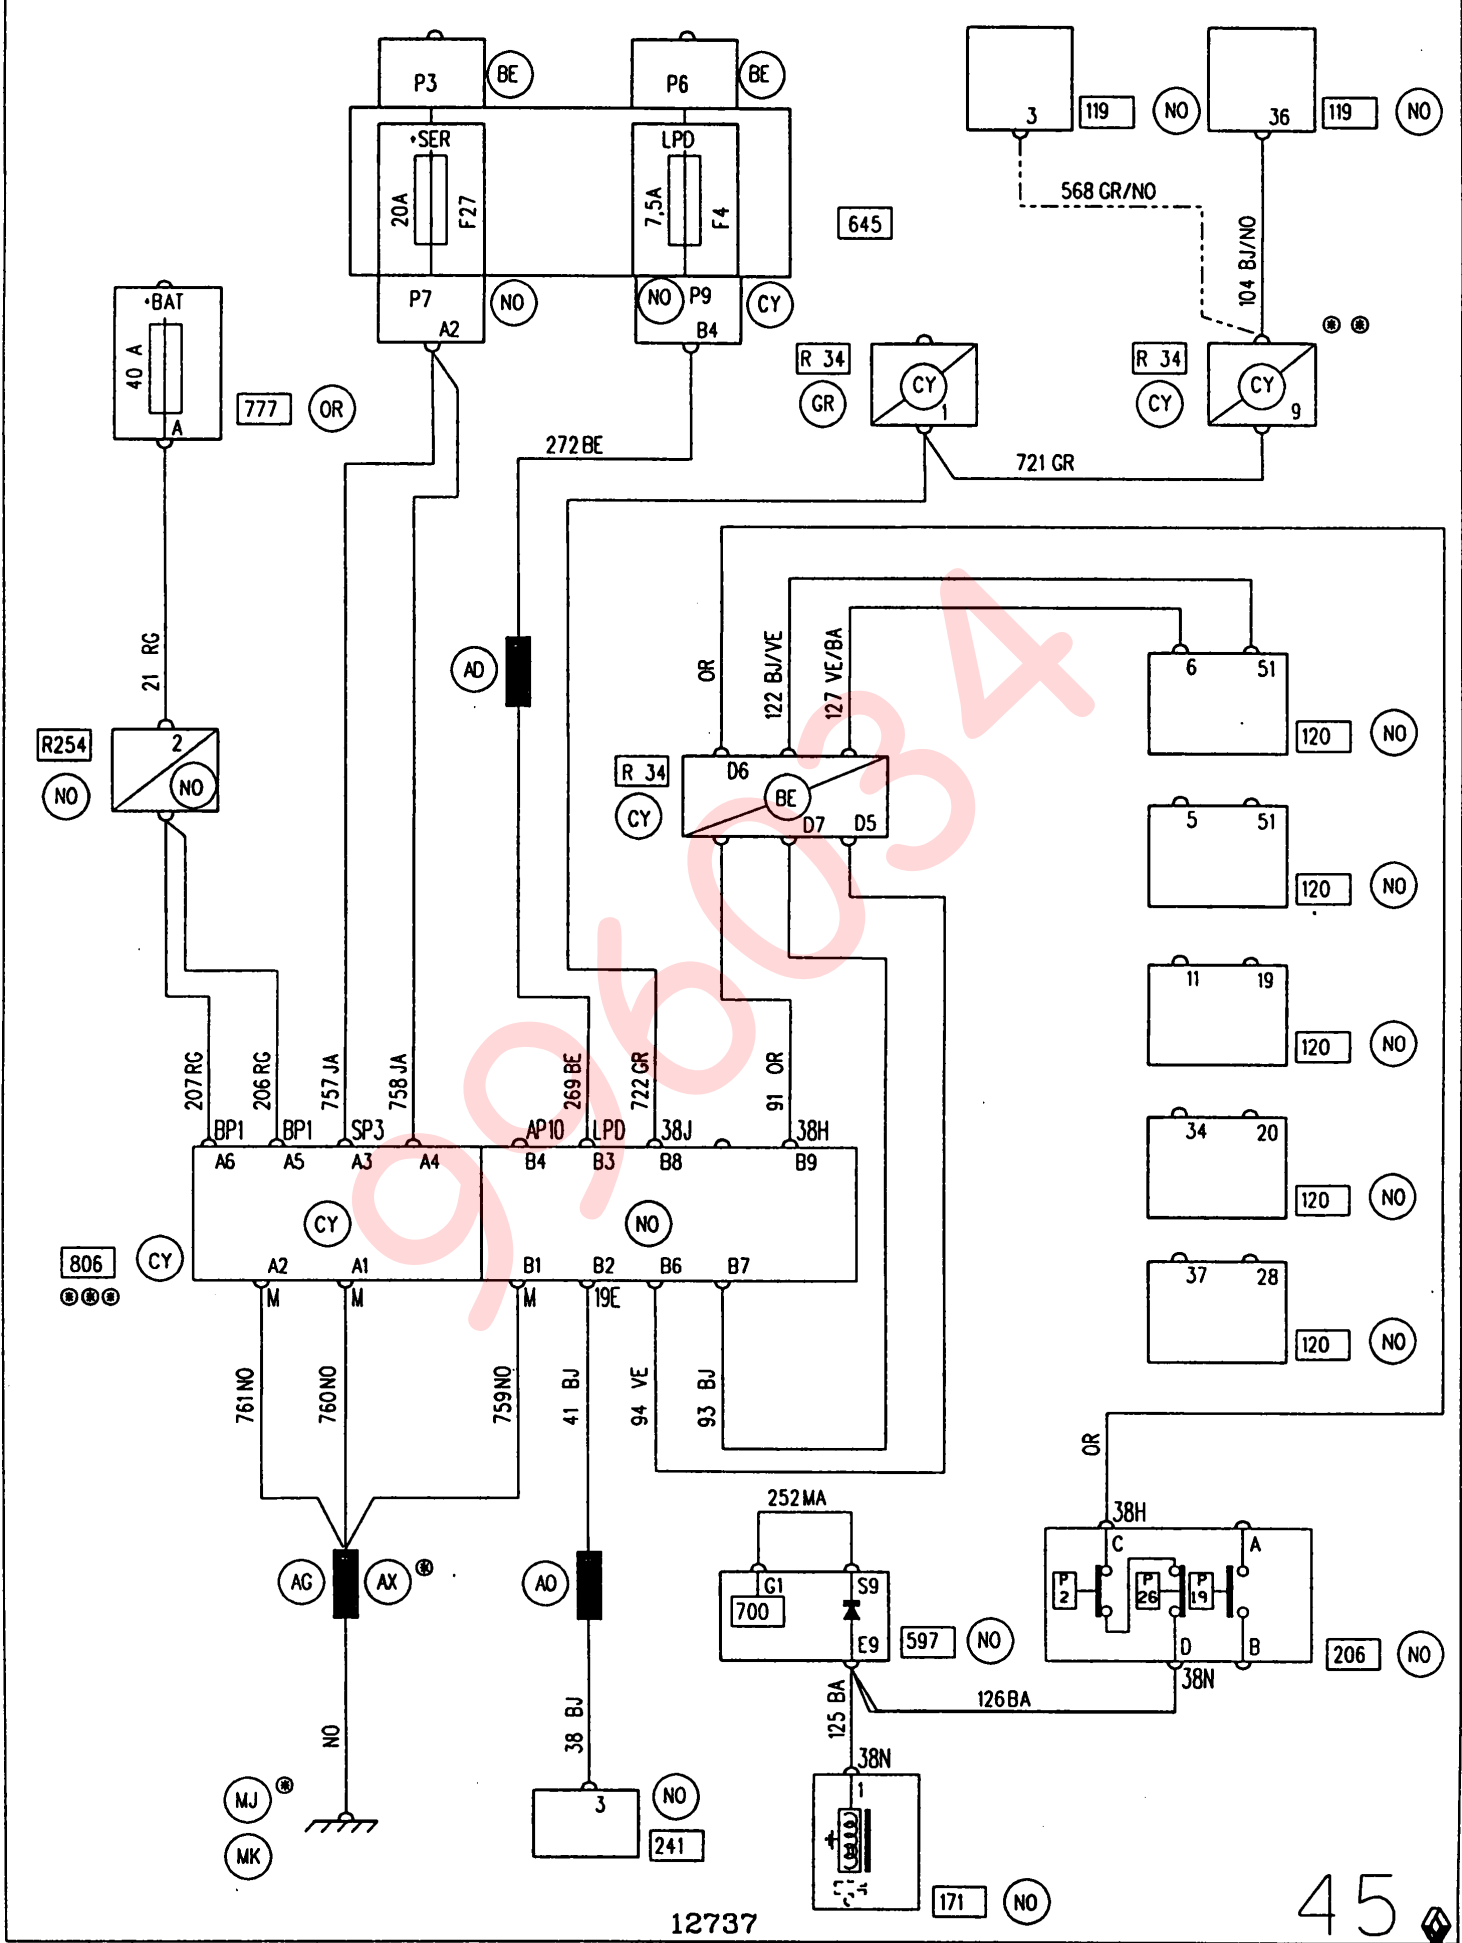 P3
BE
P6
BE
3
119
NO
36
119
NO
+SER
20A
F27
LPD
7,5A
F4
645
568 GR/NO
104 BJ/NO
P7
NO
A2
NO
P9
CY
B4
+BAT
40 A
A
777
OR
R 34
GR
CY
1
R 34
CY
CY
9
272 BE
721 GR
21 RG
AD
OR
122 BJ/VE
127 VE/BA
6
51
120
NO
R254
NO
2
NO
R 34
CY
D6
BE
D7
D5
5
51
120
NO
11
19
120
NO
207 RG
206 RG
757 JA
758 JA
269 BE
722 GR
91 OR
BP1
BP1
SP3
AP10
LPD
38J
38H
A6
A5
A3
A4
B4
B3
B8
B9
34
20
120
NO
CY
NO
806
CY
A2
A1
B1
B2
B6
B7
M
M
M
19E
37
28
120
NO
761 NO
760 NO
759 NO
41 BJ
94 VE
93 BJ
OR
252 MA
38H
AG
AX
AO
G1
S9
700
E9
597
NO
C
A
P 2
P 26
P 19
D
B
38N
206
NO
126 BA
125 BA
NO
38 BJ
38N
MJ
MK
3
NO
241
1
171
NO
12737
45
996034